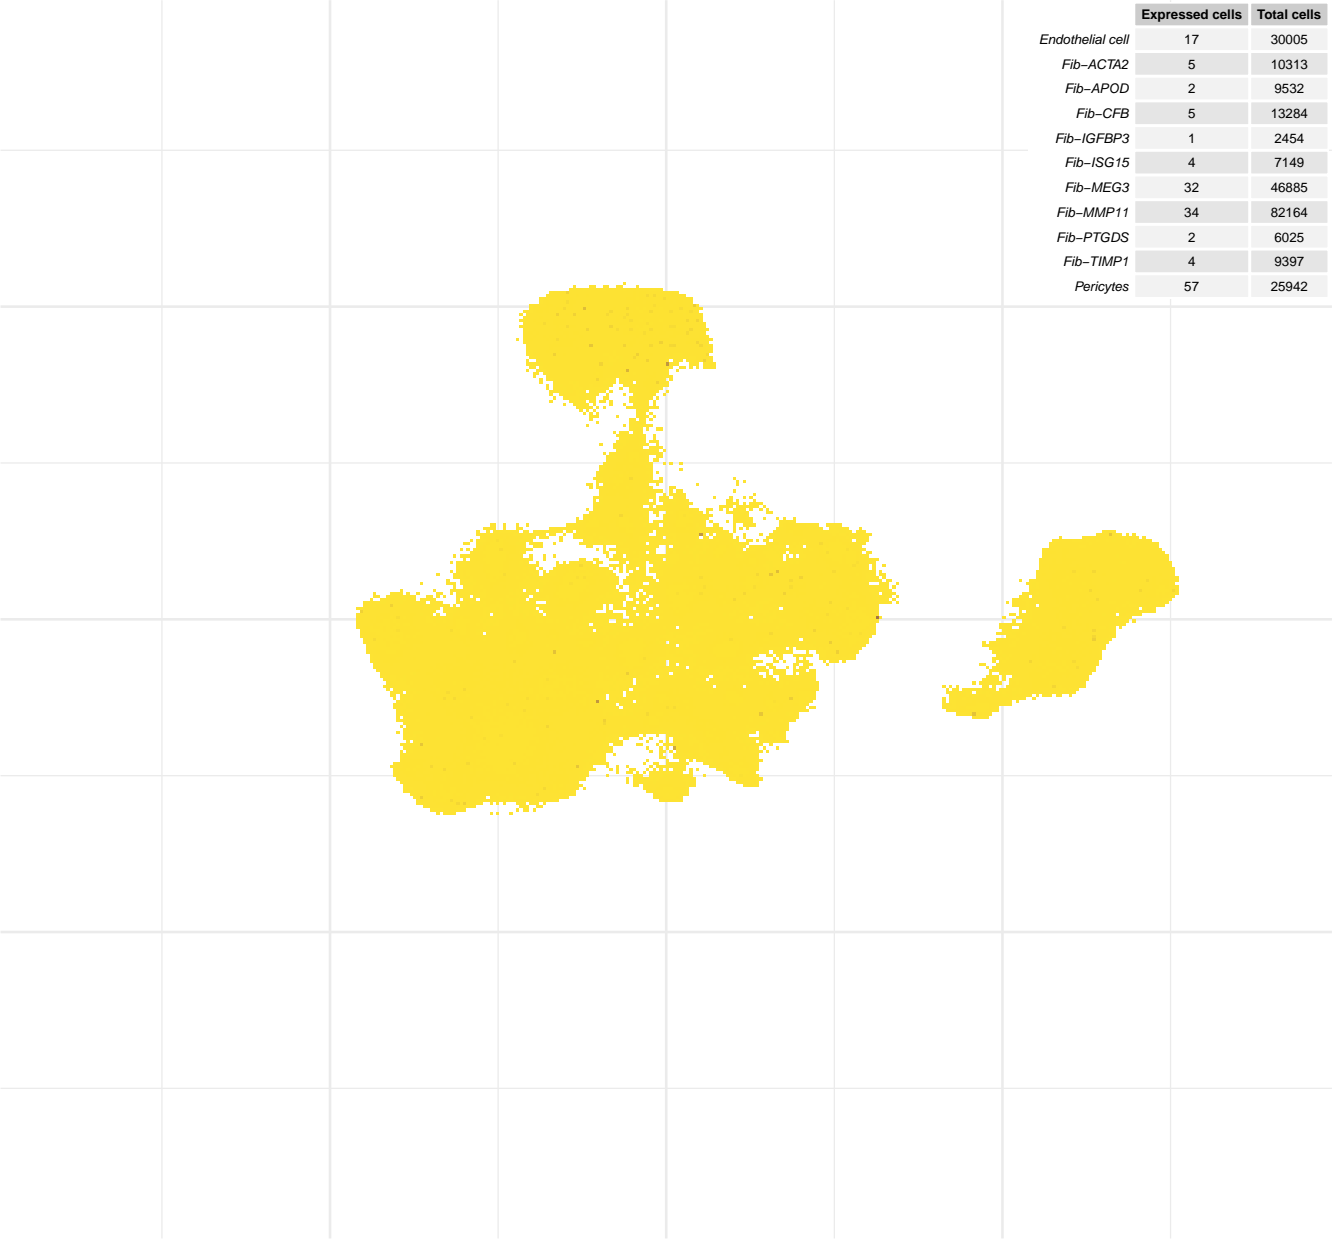 Expressed cells Total cells
Endothelial cell 17 30005
Fib−ACTA2 5 10313
Fib−APOD 2 9532
Fib−CFB 5 13284
Fib−IGFBP3 1 2454
Fib−ISG15 4 7149
Fib−MEG3 32 46885
Fib−MMP11 34 82164
Fib−PTGDS 2 6025
Fib−TIMP1 4 9397
Pericytes 57 25942